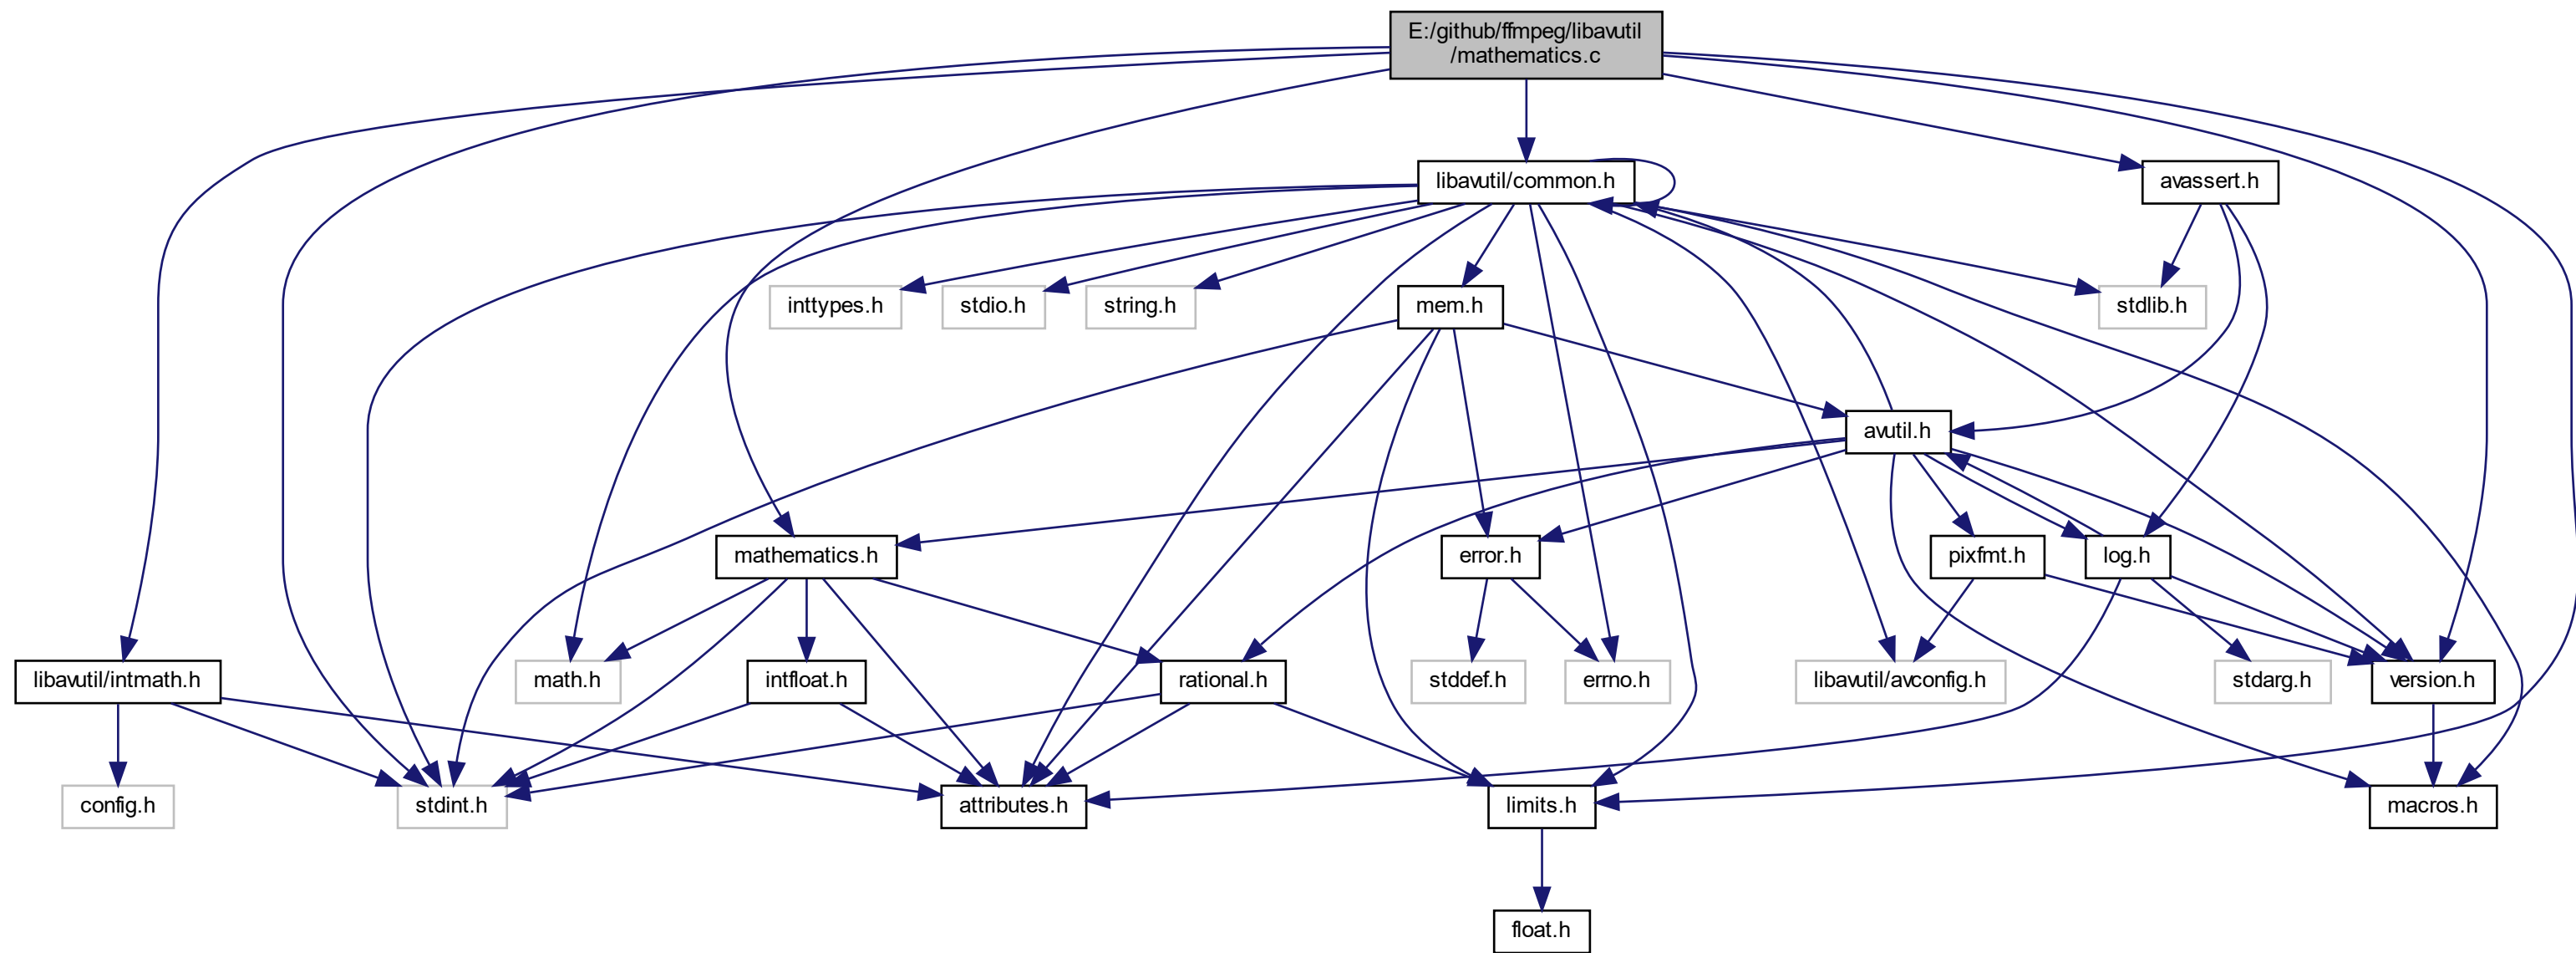 E:/github/ffmpeg/libavutil
/mathematics.c
libavutil/common.h
avassert.h
inttypes.h
stdio.h
string.h
mem.h
stdlib.h
avutil.h
mathematics.h
error.h
pixfmt.h
log.h
libavutil/intmath.h
math.h
intfloat.h
rational.h
stddef.h
errno.h
libavutil/avconfig.h
stdarg.h
version.h
config.h
stdint.h
attributes.h
limits.h
macros.h
float.h